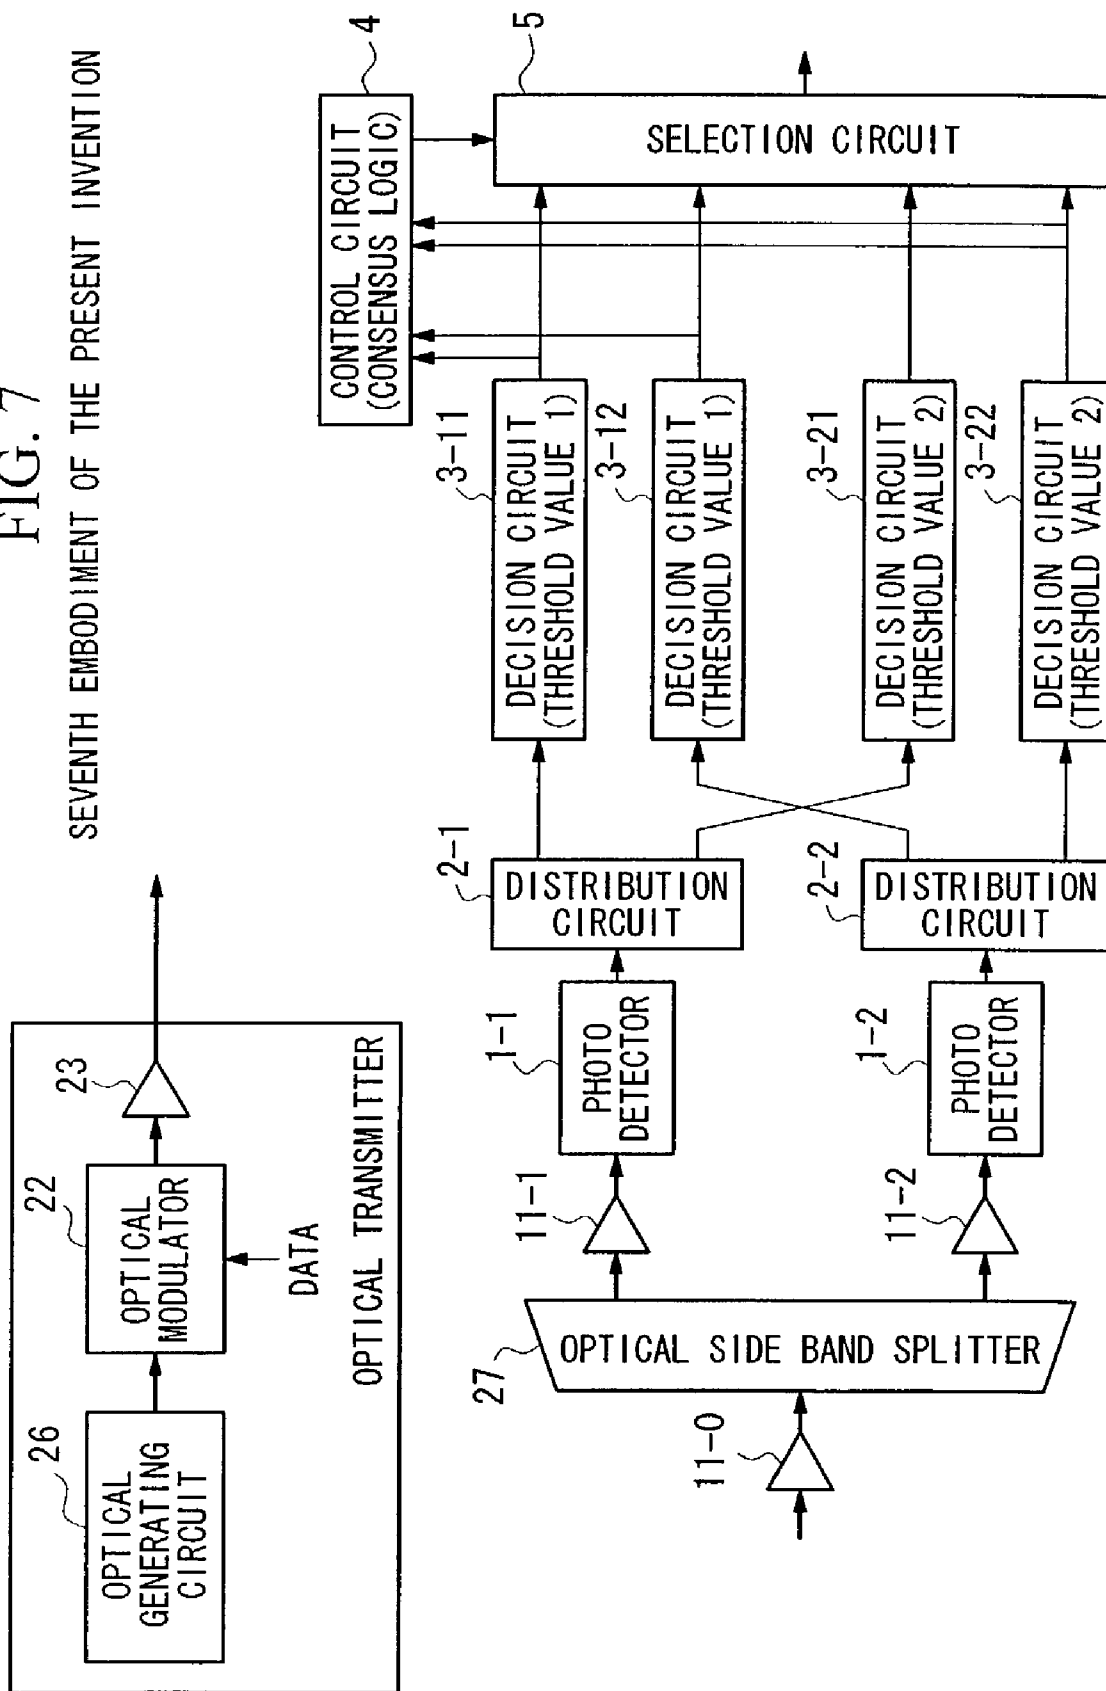 FIG. 7
SEVENTH EMBODIMENT OF THE PRESENT INVENTION
26
OPTICAL
GENERATING
CIRCUIT
22
OPTICAL
MODULATOR
23
DATA
OPTICAL TRANSMITTER
11-0
27
OPTICAL SIDE BAND SPLITTER
11-1
11-2
1-1
PHOTO
DETECTOR
1-2
PHOTO
DETECTOR
2-1
DISTRIBUTION
CIRCUIT
2-2
DISTRIBUTION
CIRCUIT
3-11
DECISION CIRCUIT
(THRESHOLD VALUE 1)
3-12
DECISION CIRCUIT
(THRESHOLD VALUE 1)
3-21
DECISION CIRCUIT
(THRESHOLD VALUE 2)
3-22
DECISION CIRCUIT
(THRESHOLD VALUE 2)
4
CONTROL CIRCUIT
(CONSENSUS LOGIC)
5
SELECTION CIRCUIT